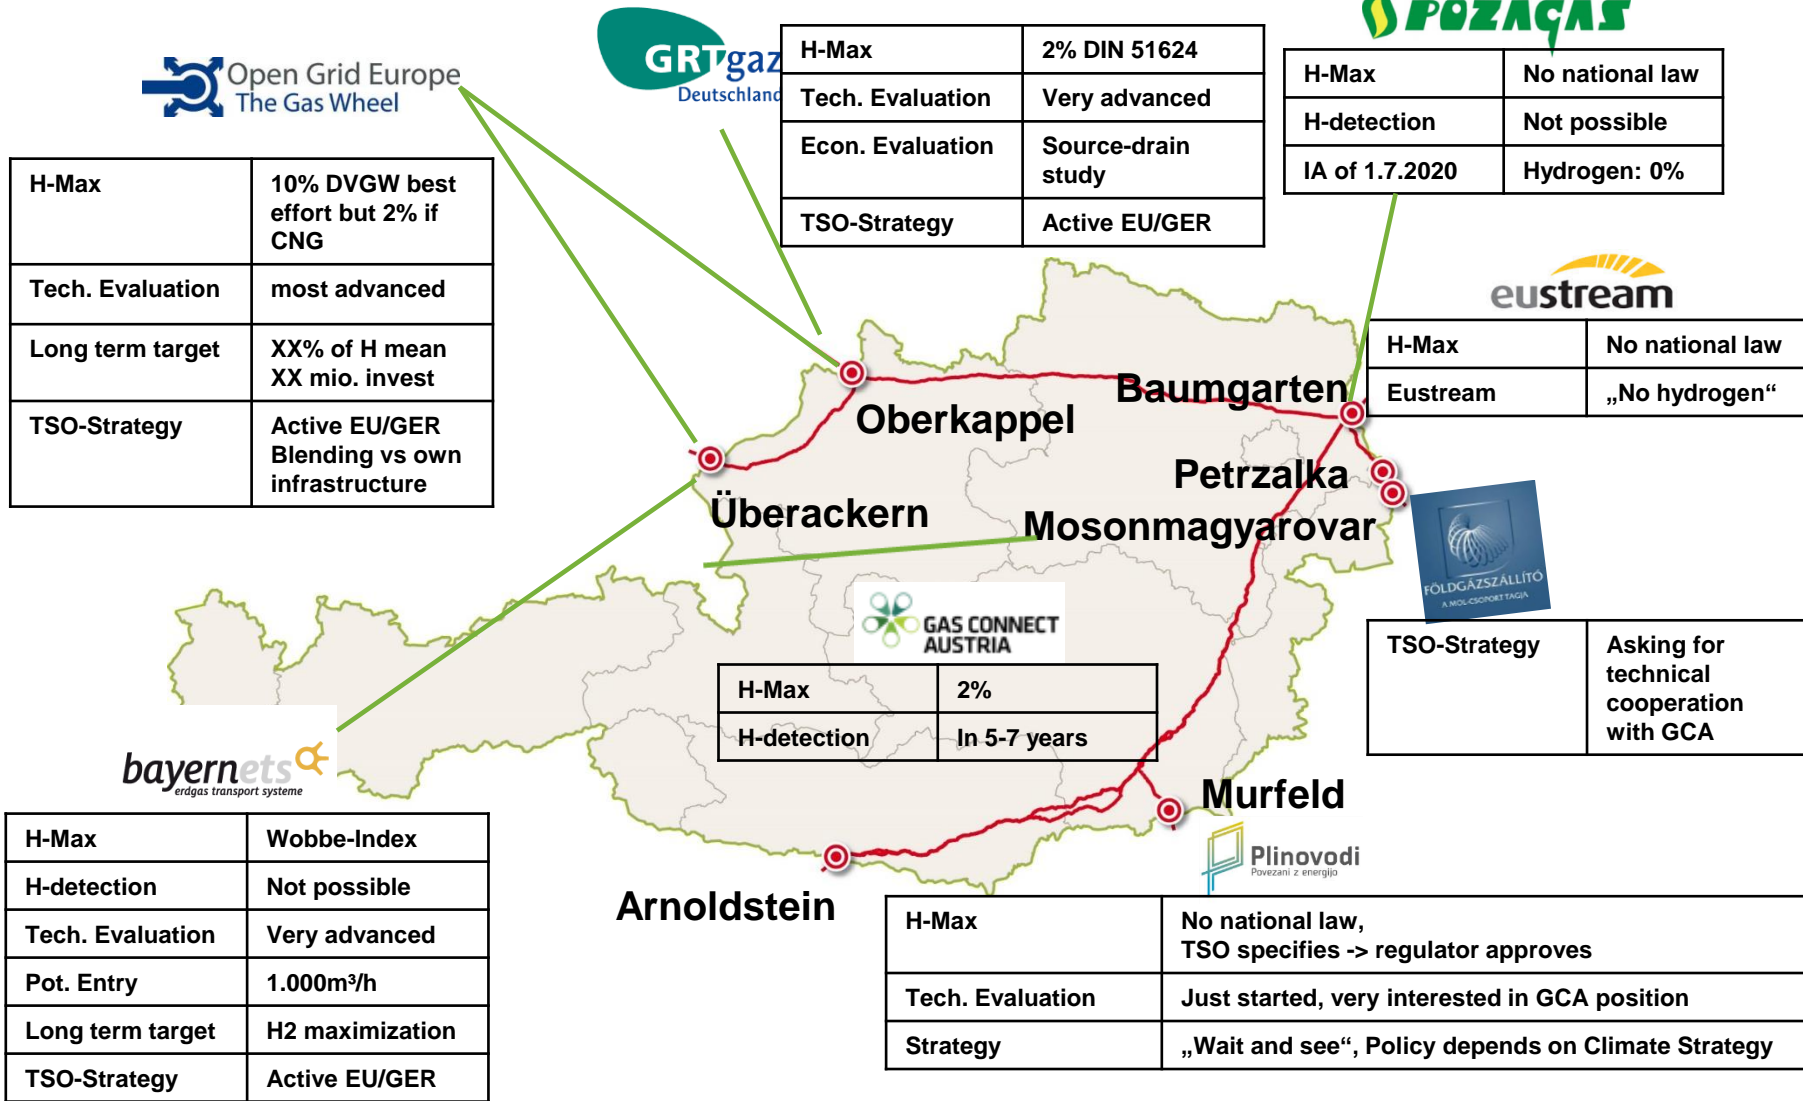 Open Grid Europe
The Gas Wheel
H-Max 10% DVGW best
effort but 2% if
CNG
Tech. Evaluation most advanced
Long term target XX% of H mean
XX mio. invest
TSO-Strategy Active EU/GER
Blending vs own
infrastructure
GRTgaz
Deutschland
H-Max 2% DIN 51624
Tech. Evaluation Very advanced
Econ. Evaluation Source-drain
study
TSO-Strategy Active EU/GER
POZAGAS
H-Max No national law
H-detection Not possible
IA of 1.7.2020 Hydrogen: 0%
eustream
H-Max No national law
Eustream „No hydrogen“
Baumgarten
Oberkappel
Petrzalka
Überackern
Mosonmagyarovar
FÖLDGÁZSZÁLLÍTÓ
A MOL-CSOPORT TAGJA
TSO-Strategy Asking for
technical
cooperation
with GCA
GAS CONNECT
AUSTRIA
H-Max 2%
H-detection In 5-7 years
bayernets
erdgas transport systeme
H-Max Wobbe-Index
H-detection Not possible
Tech. Evaluation Very advanced
Pot. Entry 1.000m³/h
Long term target H2 maximization
TSO-Strategy Active EU/GER
Murfeld
Arnoldstein
Plinovodi
Povezani z energijo
H-Max No national law,
TSO specifies -> regulator approves
Tech. Evaluation Just started, very interested in GCA position
Strategy „Wait and see“, Policy depends on Climate Strategy